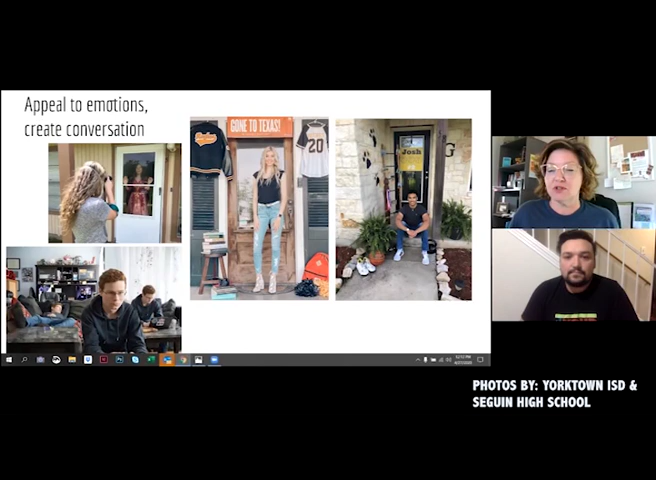 Appeal to emotions,
create conversation
GONE TO TEXAS!
20
Josh
G
PHOTOS BY: YORKTOWN ISD &
SEGUIN HIGH SCHOOL